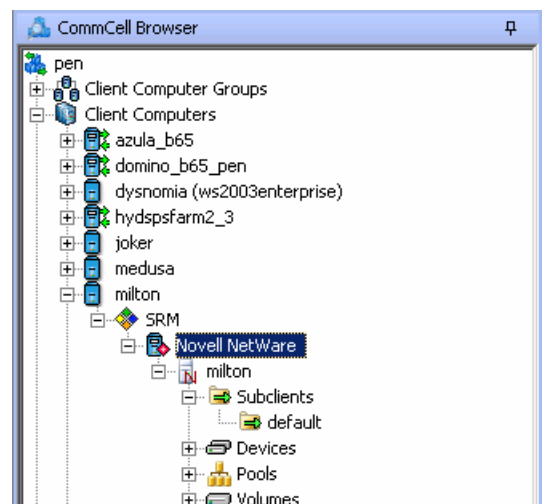 CommCell Browser
pen
Client Computer Groups
Client Computers
azula_b65
domino_b65_pen
dysnomia (ws2003enterprise)
hydspsfarm2_3
joker
medusa
milton
SRM
Novell NetWare
milton
Subclients
default
Devices
Pools
Volumes